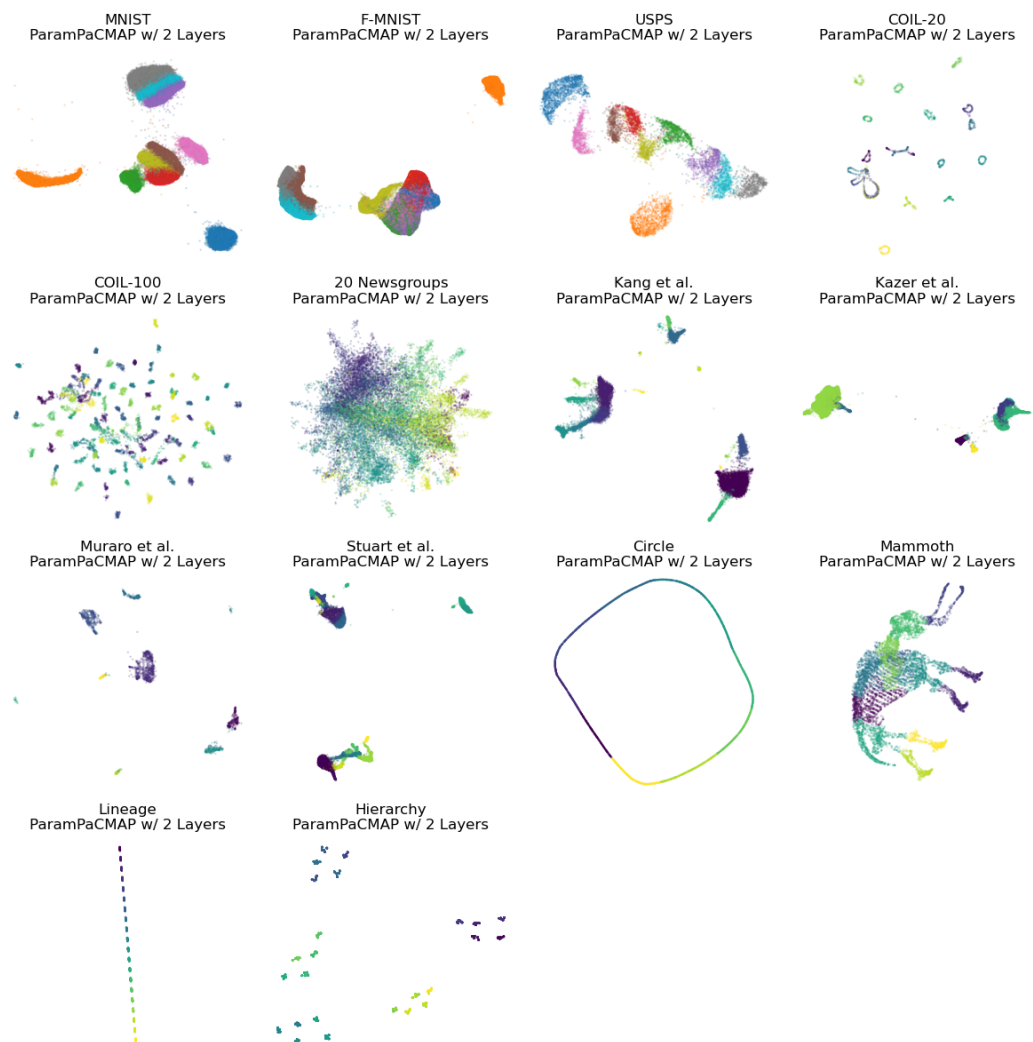 MNIST
ParamPaCMAP w/ 2 Layers
F-MNIST
ParamPaCMAP w/ 2 Layers
USPS
ParamPaCMAP w/ 2 Layers
COIL-20
ParamPaCMAP w/ 2 Layers
COIL-100
ParamPaCMAP w/ 2 Layers
20 Newsgroups
ParamPaCMAP w/ 2 Layers
Kang et al.
ParamPaCMAP w/ 2 Layers
Kazer et al.
ParamPaCMAP w/ 2 Layers
Muraro et al.
ParamPaCMAP w/ 2 Layers
Stuart et al.
ParamPaCMAP w/ 2 Layers
Circle
ParamPaCMAP w/ 2 Layers
Mammoth
ParamPaCMAP w/ 2 Layers
Lineage
ParamPaCMAP w/ 2 Layers
Hierarchy
ParamPaCMAP w/ 2 Layers